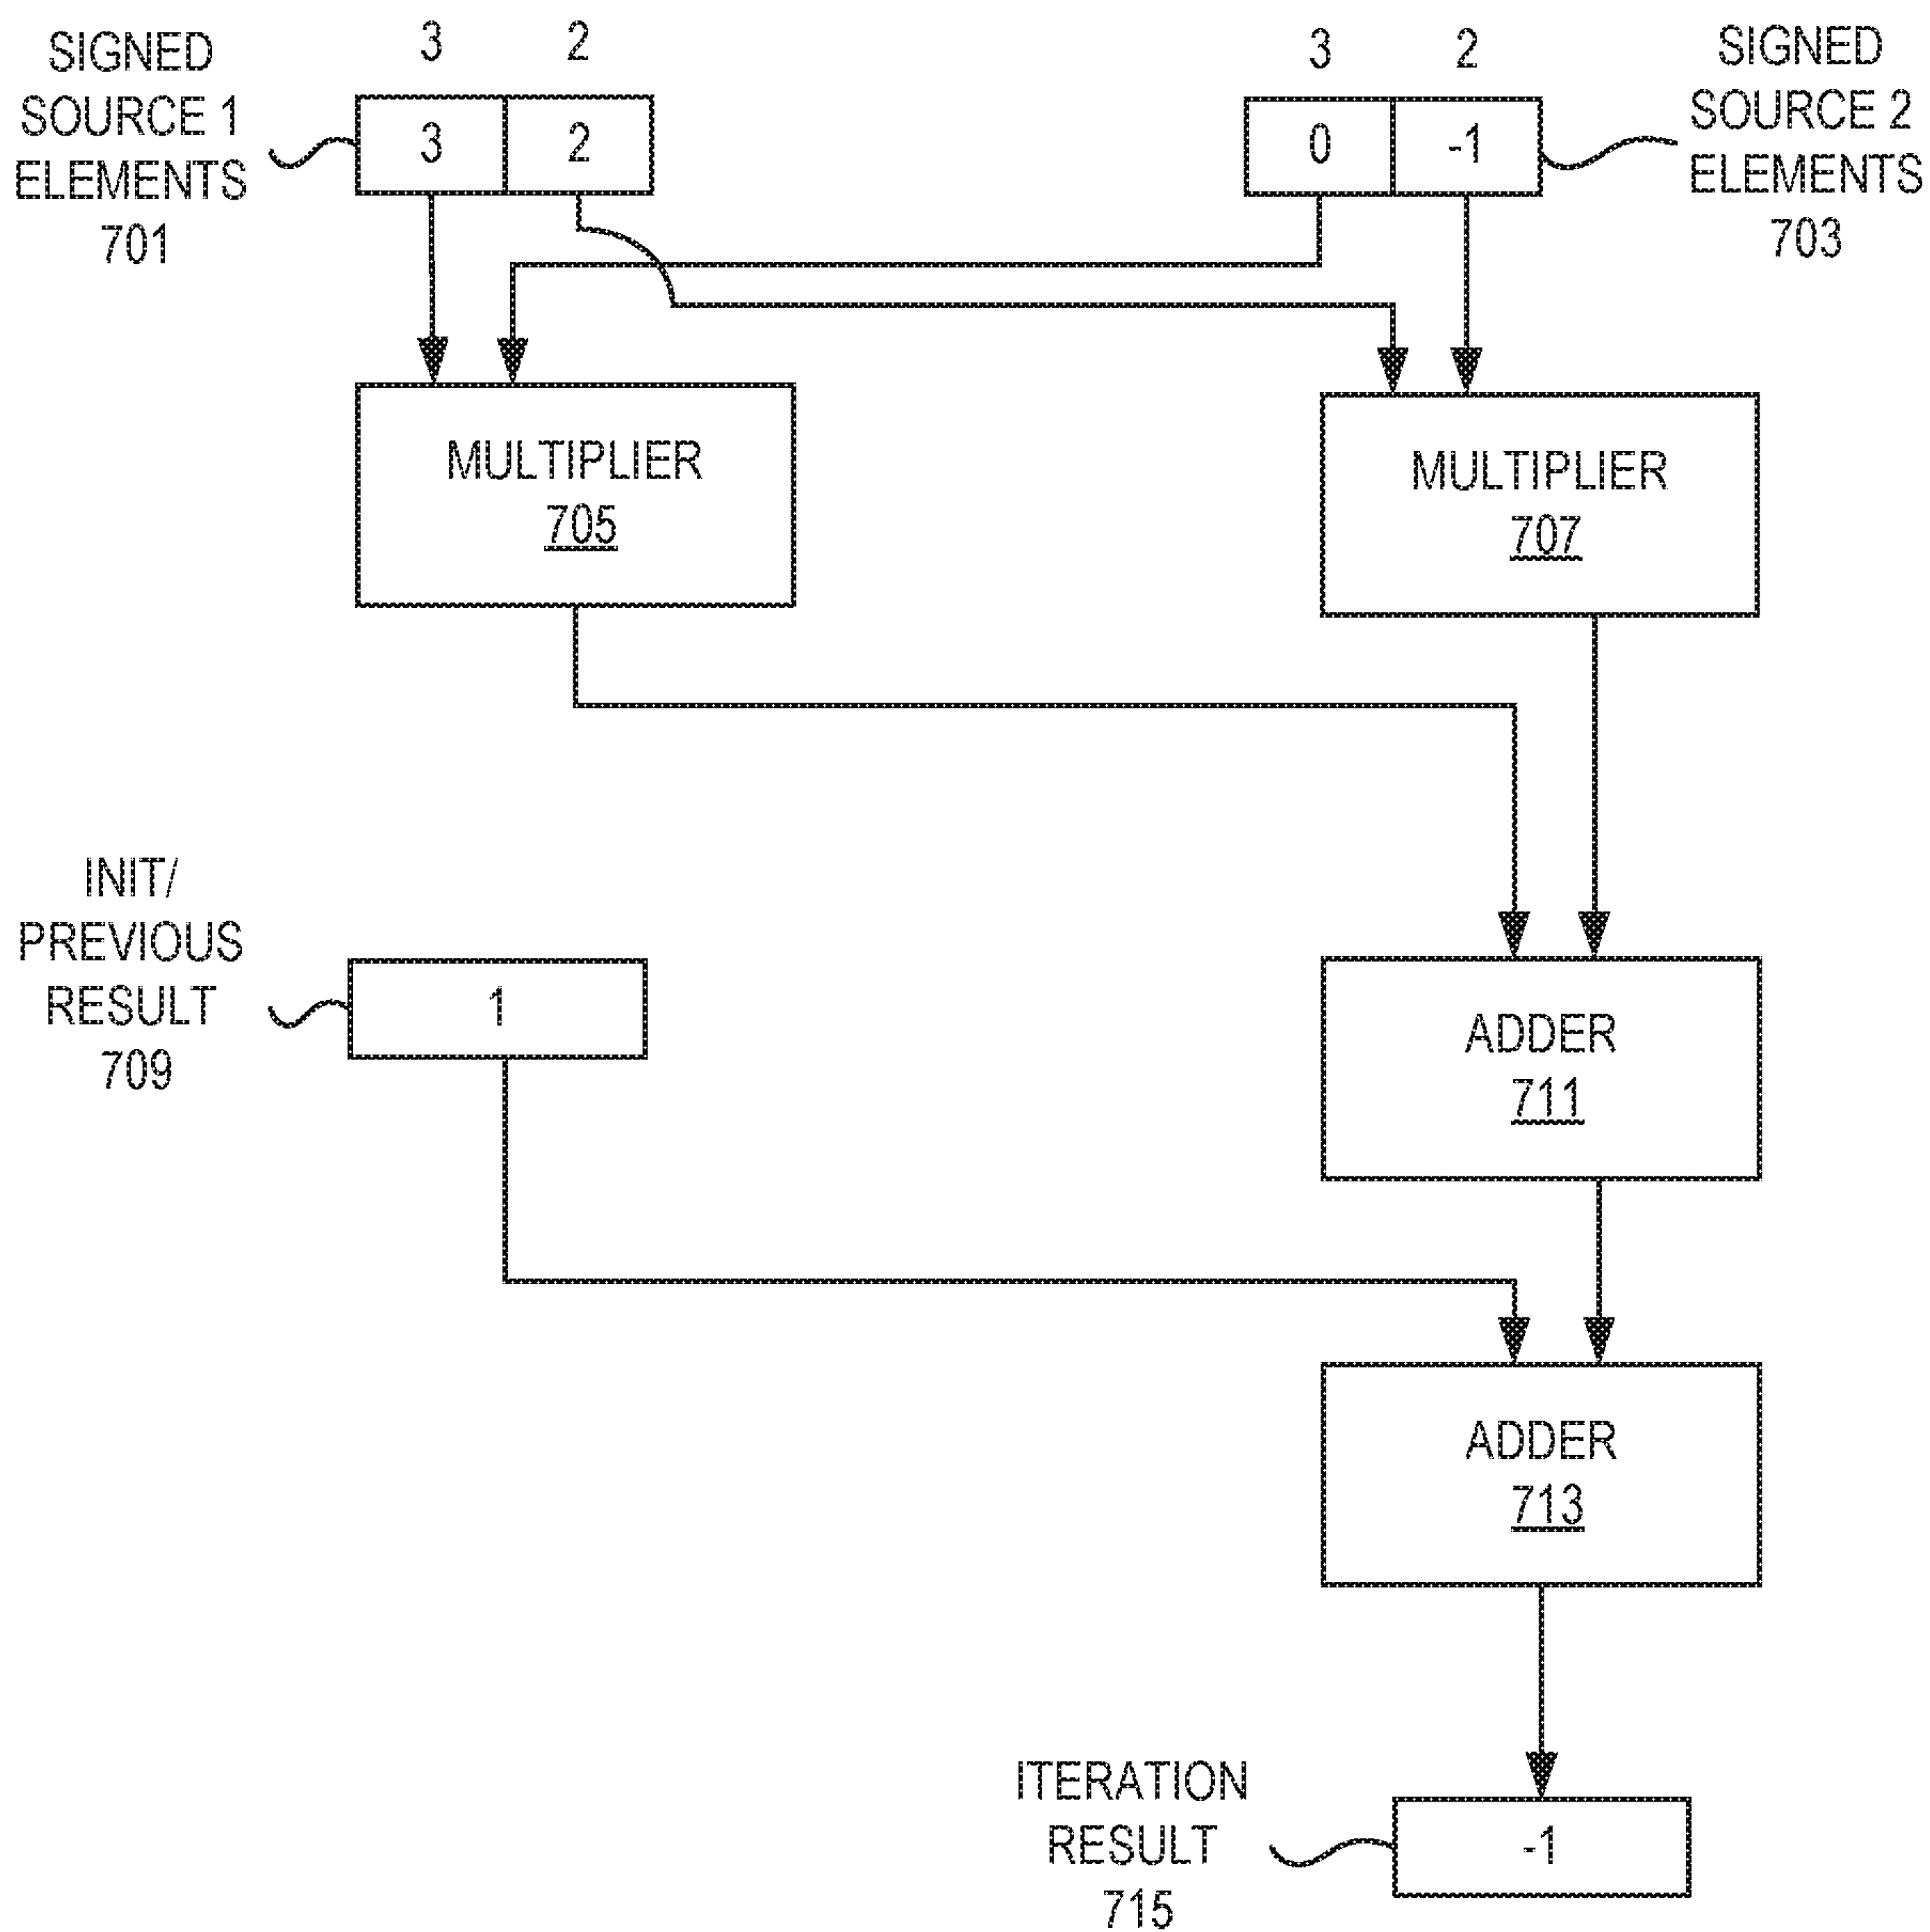 SIGNED
SOURCE 1
ELEMENTS
701
3 2
3 2
3 2
0 -1
SIGNED
SOURCE 2
ELEMENTS
703
MULTIPLIER
705
MULTIPLIER
707
INIT/
PREVIOUS
RESULT
709
1
ADDER
711
ADDER
713
ITERATION
RESULT
715
-1